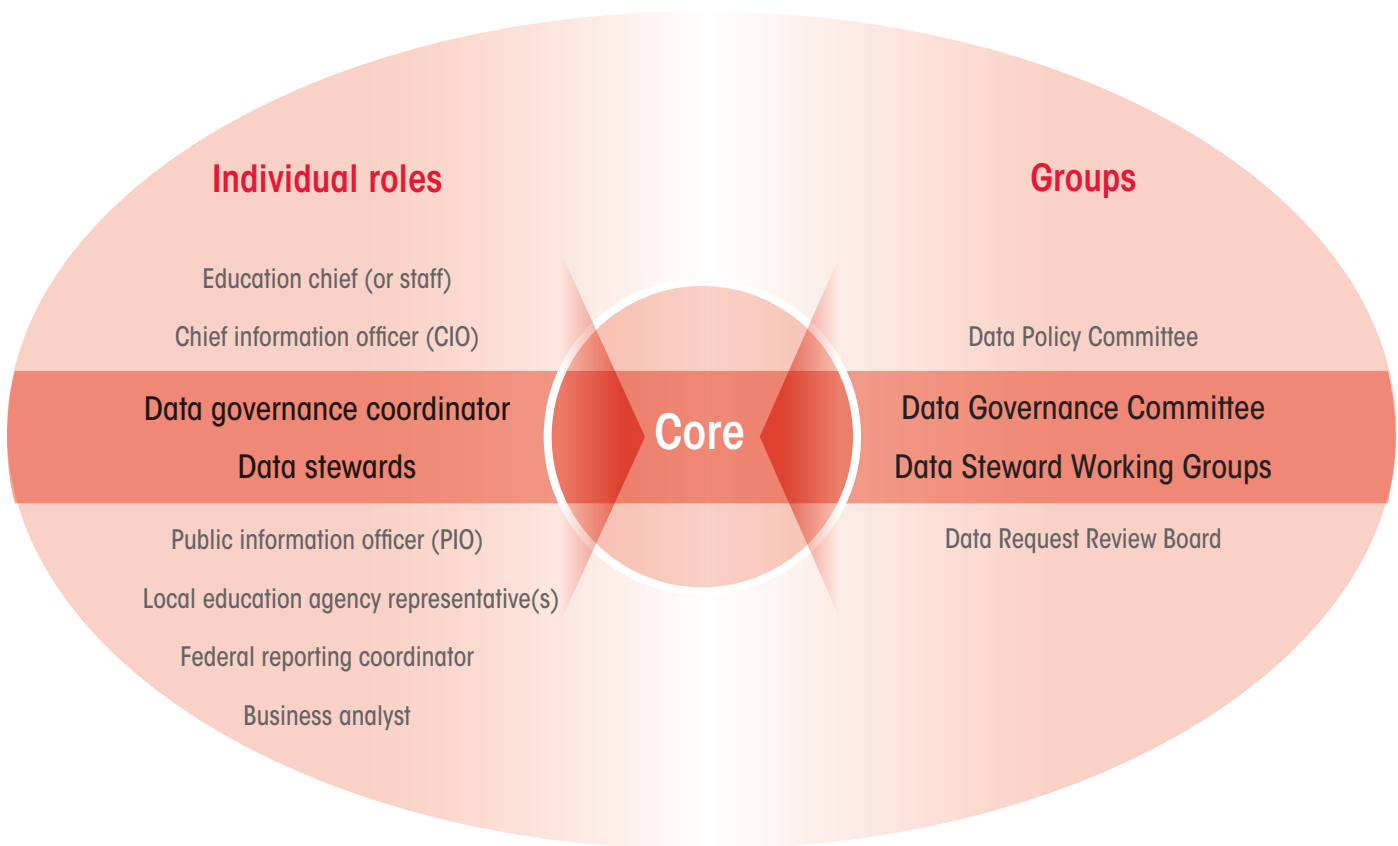 Individual roles
Education chief (or staff)
Chief information officer (CIO)
Data governance coordinator
Data stewards
Public information officer (PIO)
Local education agency representative(s)
Federal reporting coordinator
Business analyst
Core
Groups
Data Policy Committee
Data Governance Committee
Data Steward Working Groups
Data Request Review Board